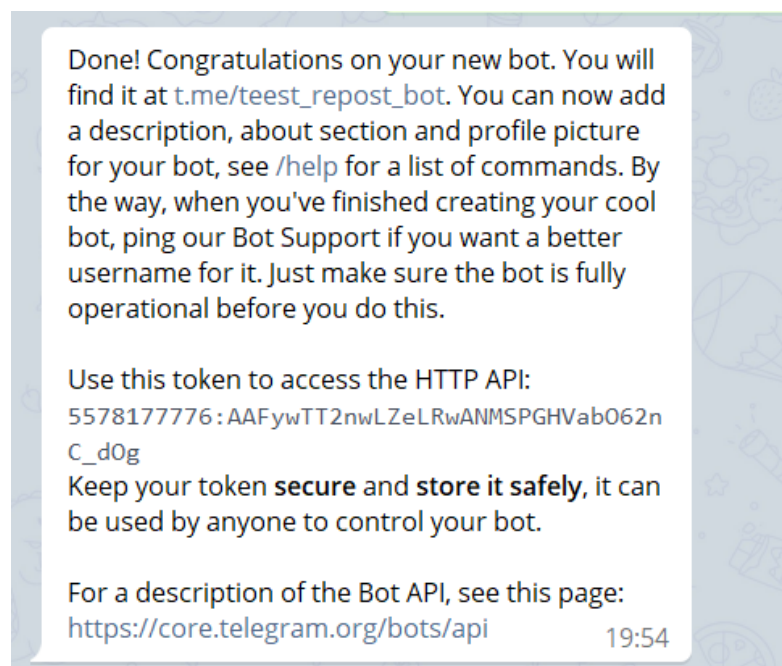 Done! Congratulations on your new bot. You will
find it at t.me/teest_repost_bot. You can now add
a description, about section and profile picture
for your bot, see /help for a list of commands. By
the way, when you've finished creating your cool
bot, ping our Bot Support if you want a better
username for it. Just make sure the bot is fully
operational before you do this.
Use this token to access the HTTP API:
5578177776:AAFywTT2nwLZeLRwANMSPGHVabO62n
C_dOg
Keep your token secure and store it safely, it can
be used by anyone to control your bot.
For a description of the Bot API, see this page:
https://core.telegram.org/bots/api
19:54